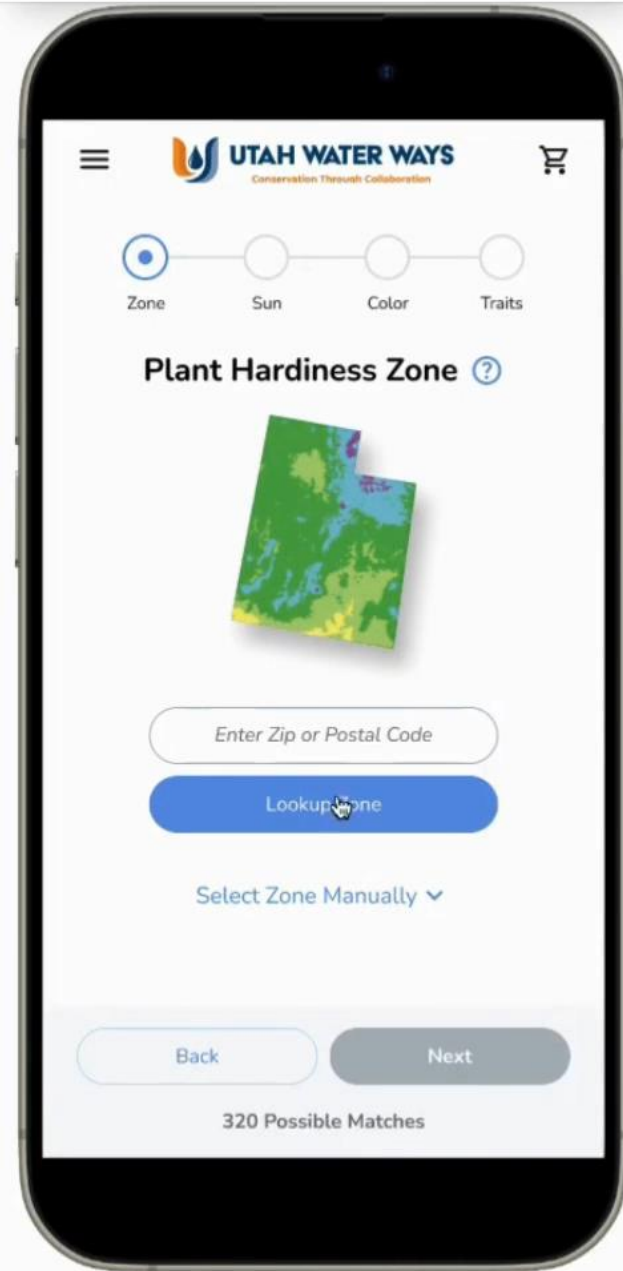 UTAH WATER WAYS
Conservation Through Collaboration
Zone Sun Color Traits
Plant Hardiness Zone ?
Enter Zip or Postal Code
Lookup Zone
Select Zone Manually
Back Next
320 Possible Matches